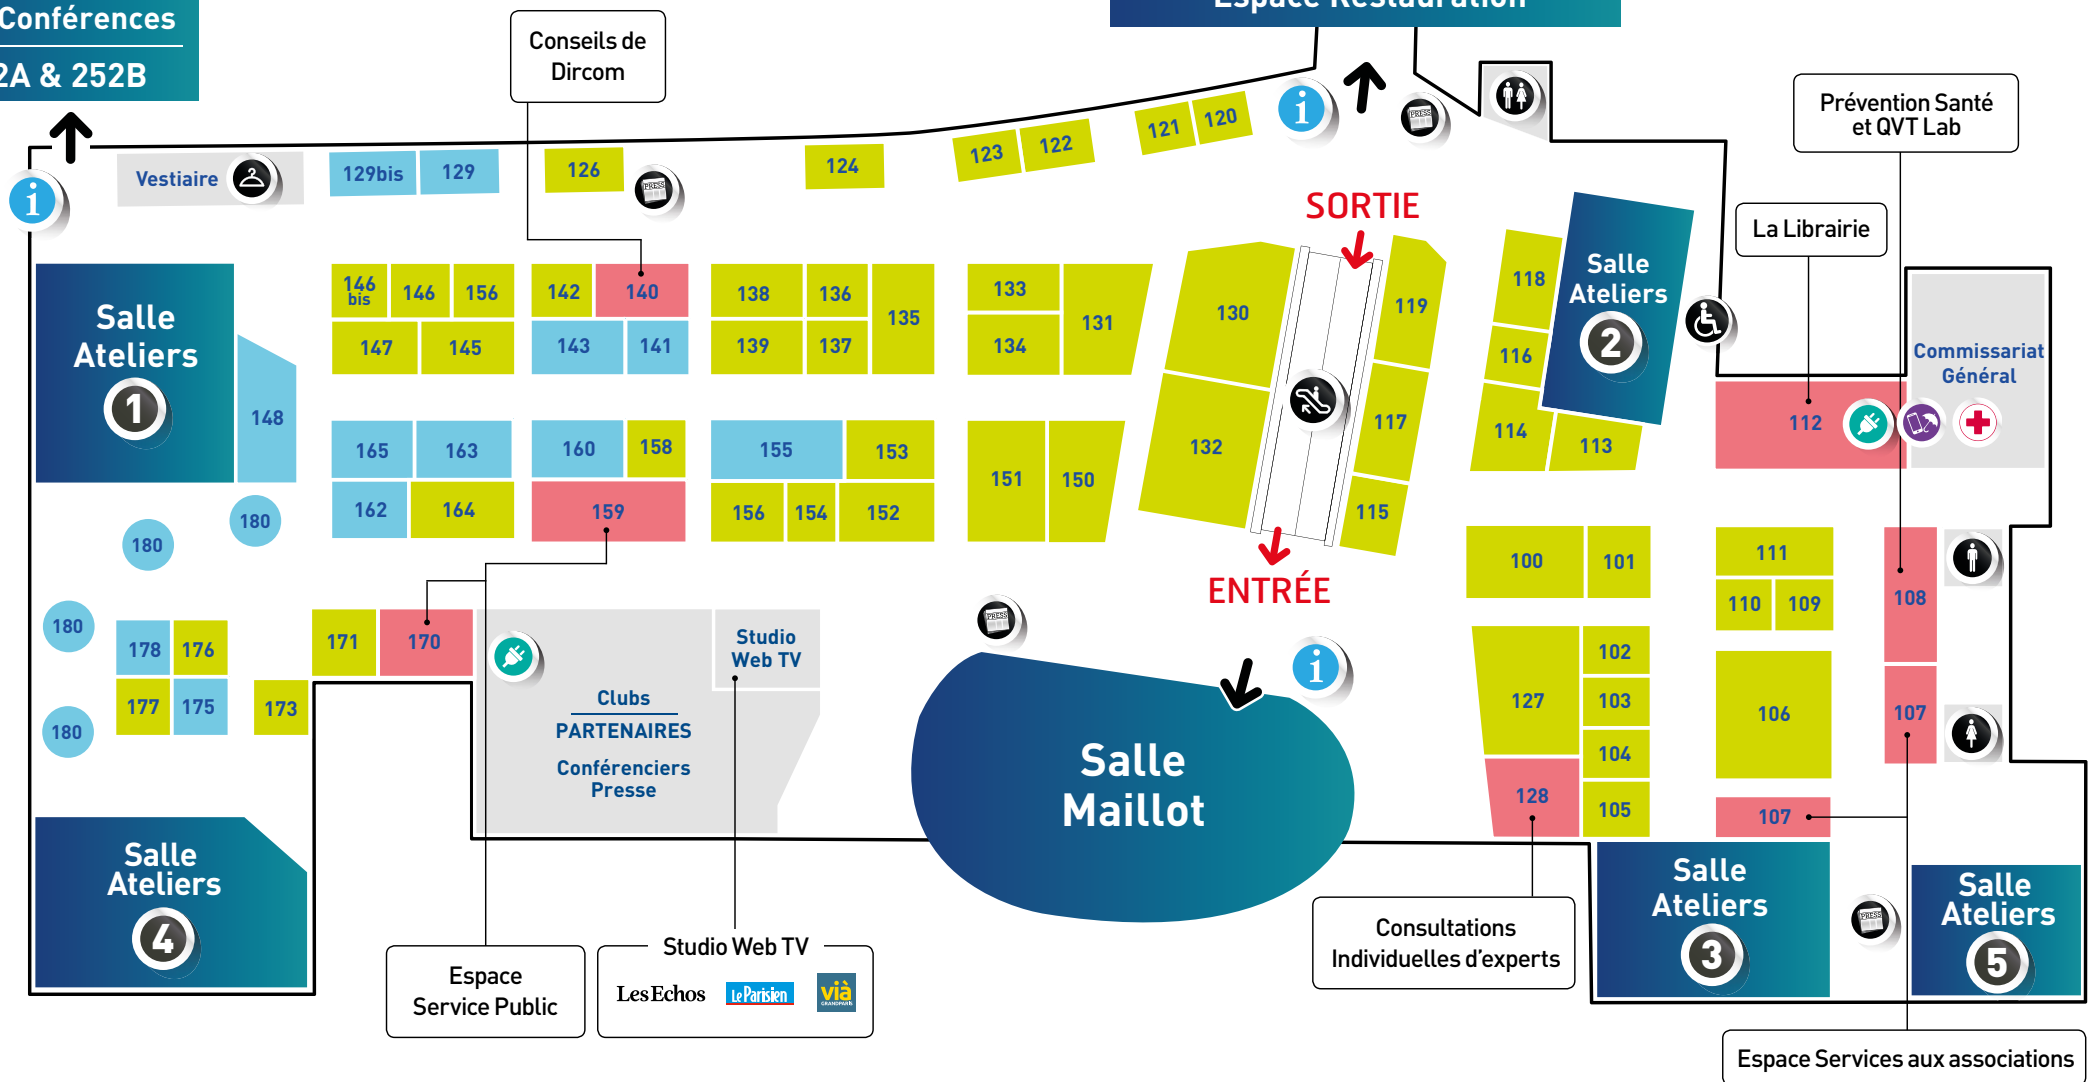 Conférences
2A & 252B
Espace Restauration
Conseils de
Dircom
Prévention Santé
et QVT Lab
La Librairie
Vestiaire
129bis
129
126
124
123
122
121
120
SORTIE
Salle
Ateliers
1
148
146
bis
146
156
147
145
142
140
143
141
138
136
135
139
137
133
134
131
130
132
119
117
115
118
116
114
113
Salle
Ateliers
2
Commissariat
Général
112
165
163
162
164
160
158
159
155
153
156
154
152
151
150
ENTRÉE
180
180
180
180
178
176
177
175
173
171
170
Studio
Web TV
Clubs
PARTENAIRES
Conférenciers
Presse
Salle
Maillot
100
101
102
103
104
105
127
128
111
110
109
106
108
107
107
Salle
Ateliers
4
Salle
Ateliers
3
Salle
Ateliers
5
Espace
Service Public
Studio Web TV
Les Echos
Le Parisien
vià
GRANDPARIS
Consultations
Individuelles d'experts
Espace Services aux associations
PRESS
PRESS
PRESS
PRESS
i
i
i